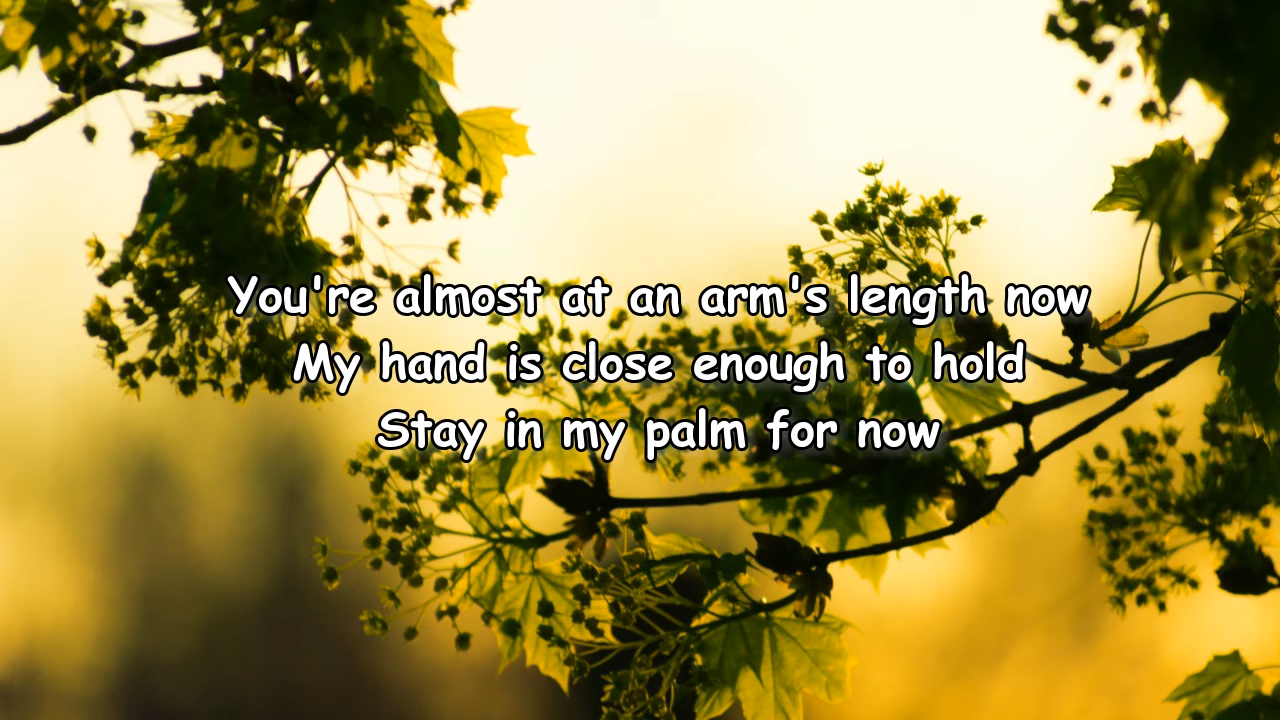 You're almost at an arm's length now
My hand is close enough to hold
Stay in my palm for now